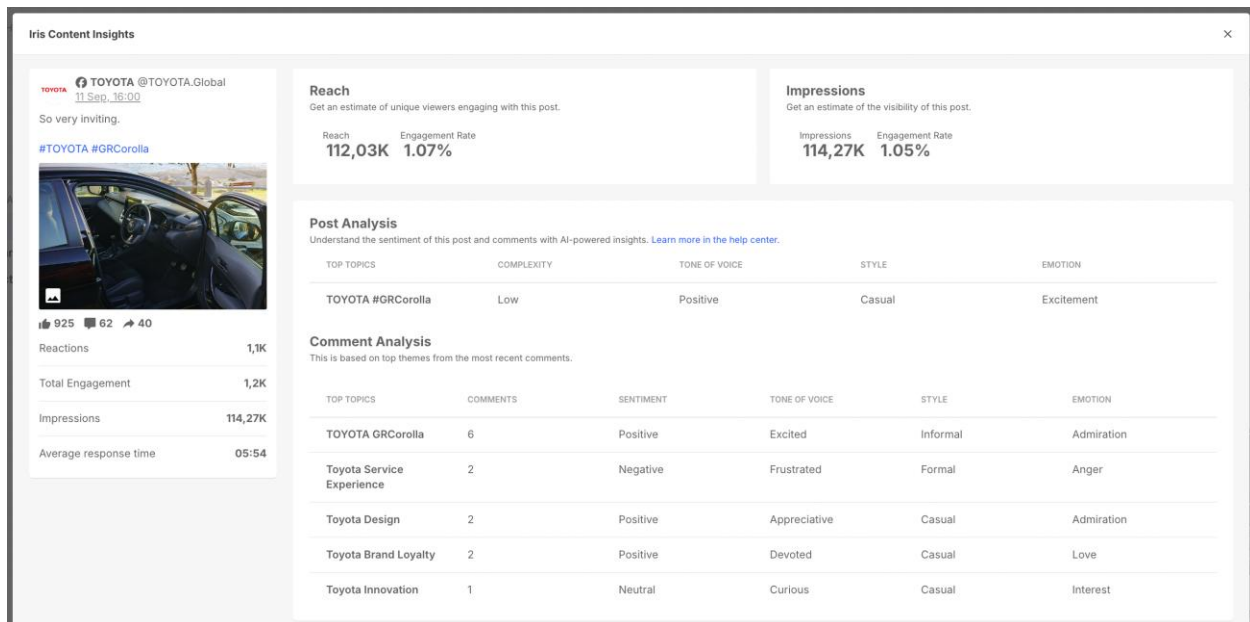 Iris Content Insights
TOYOTA
TOYOTA @TOYOTA.Global
11 Sep, 16:00
So very inviting.
#TOYOTA #GRCorolla
925 62 40
Reactions 1,1K
Total Engagement 1,2K
Impressions 114,27K
Average response time 05:54
Reach
Get an estimate of unique viewers engaging with this post.
Reach Engagement Rate
112,03K 1.07%
Impressions
Get an estimate of the visibility of this post.
Impressions Engagement Rate
114,27K 1.05%
Post Analysis
Understand the sentiment of this post and comments with AI-powered insights. Learn more in the help center.
TOP TOPICS COMPLEXITY TONE OF VOICE STYLE EMOTION
TOYOTA #GRCorolla Low Positive Casual Excitement
Comment Analysis
This is based on top themes from the most recent comments.
TOP TOPICS COMMENTS SENTIMENT TONE OF VOICE STYLE EMOTION
TOYOTA GRCorolla 6 Positive Excited Informal Admiration
Toyota Service 2 Negative Frustrated Formal Anger
Experience
Toyota Design 2 Positive Appreciative Casual Admiration
Toyota Brand Loyalty 2 Positive Devoted Casual Love
Toyota Innovation 1 Neutral Curious Casual Interest